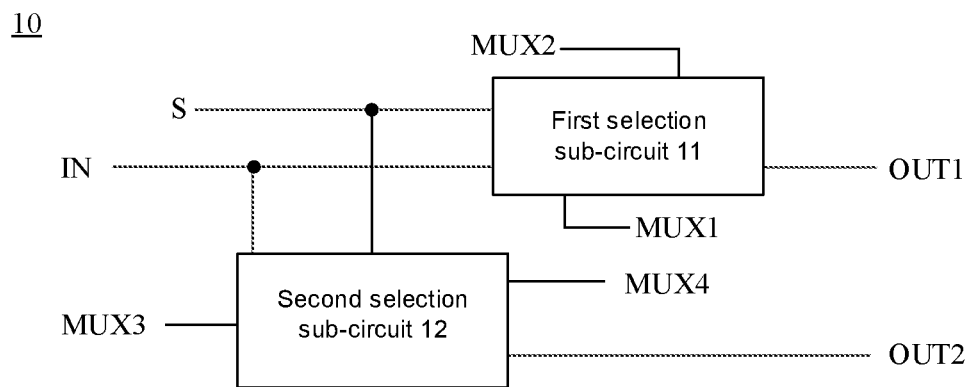 10
MUX2
S
First selection
sub-circuit 11
IN
OUT1
MUX1
Second selection
sub-circuit 12
MUX4
MUX3
OUT2